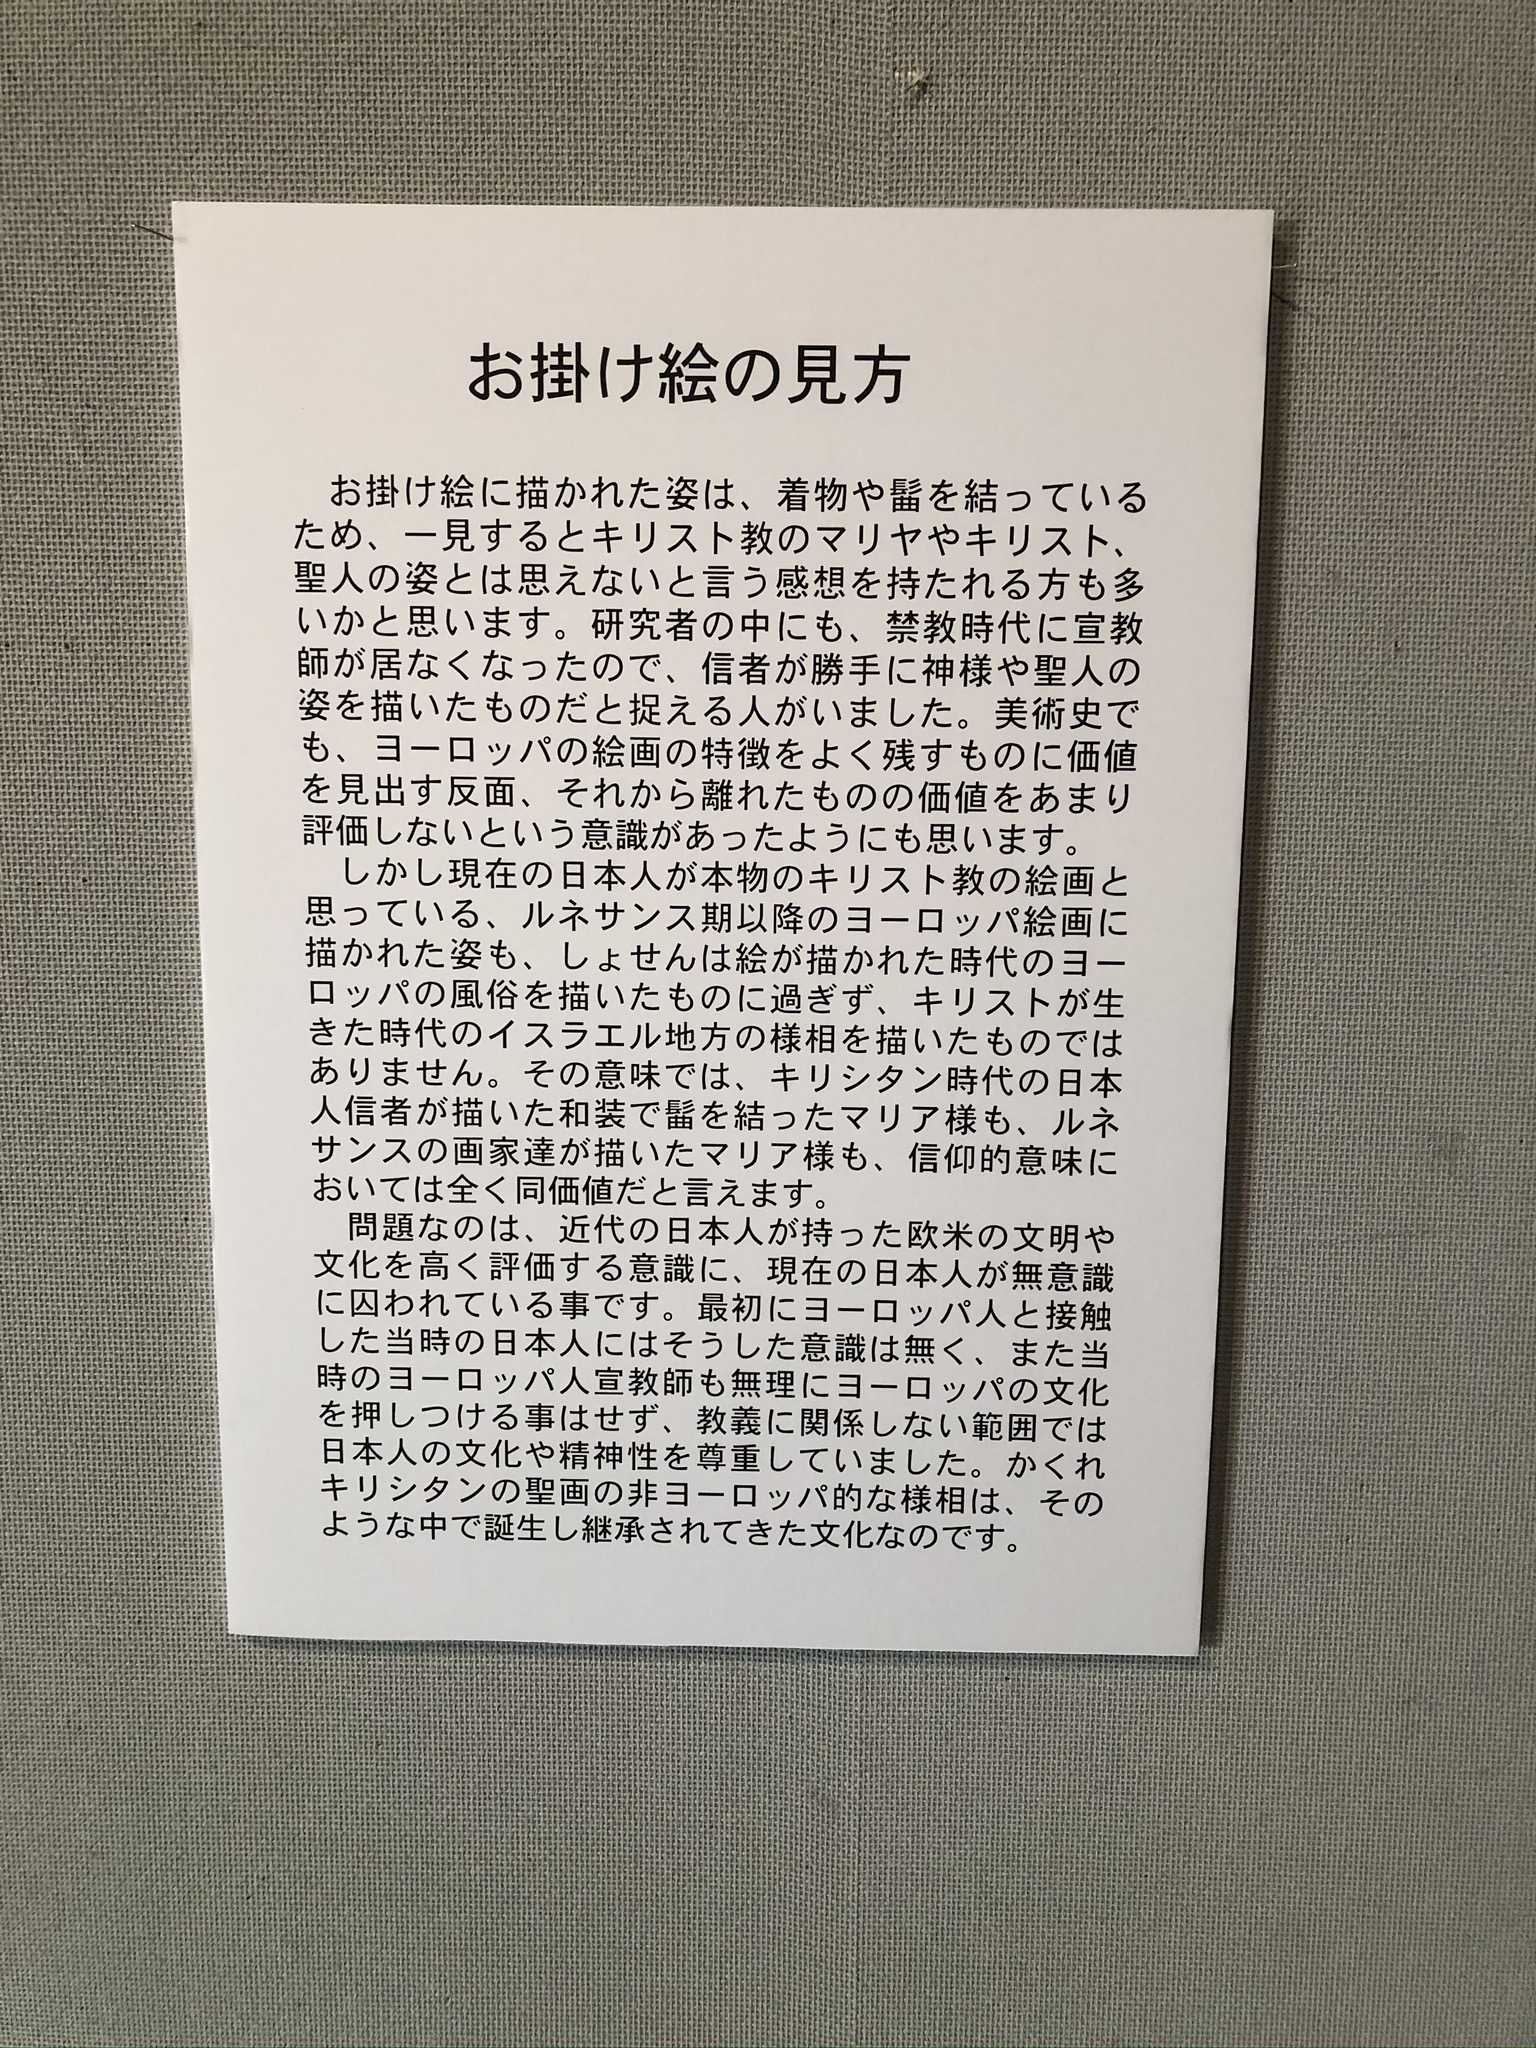 お掛け絵の見方
お掛け絵に描かれた姿は、着物や髷を結っている
ため、一見するとキリスト教のマリヤやキリスト、
聖人の姿とは思えないと言う感想を持たれる方も多
いかと思います。研究者の中にも、禁教時代に宣教
師が居なくなったので、信者が勝手に神様や聖人の
姿を描いたものだと捉える人がいました。美術史で
も、ヨーロッパの絵画の特徴をよく残すものに価値
を見出す反面、それから離れたものの価値をあまり
評価しないという意識があったようにも思います。
しかし現在の日本人が本物のキリスト教の絵画と
思っている、ルネサンス期以降のヨーロッパ絵画に
描かれた姿も、しょせんは絵が描かれた時代のヨー
ロッパの風俗を描いたものに過ぎず、キリストが生
きた時代のイスラエル地方の様相を描いたものでは
ありません。その意味では、キリシタン時代の日本
人信者が描いた和装で髷を結ったマリア様も、ルネ
サンスの画家達が描いたマリア様も、信仰的意味に
おいては全く同価値だと言えます。
問題なのは、近代の日本人が持った欧米の文明や
文化を高く評価する意識に、現在の日本人が無意識
に囚われている事です。最初にヨーロッパ人と接触
した当時の日本人にはそうした意識は無く、また当
時のヨーロッパ人宣教師も無理にヨーロッパの文化
を押しつける事はせず、教義に関係しない範囲では
日本人の文化や精神性を尊重していました。かくれ
キリシタンの聖画の非ヨーロッパ的な様相は、その
ような中で誕生し継承されてきた文化なのです。